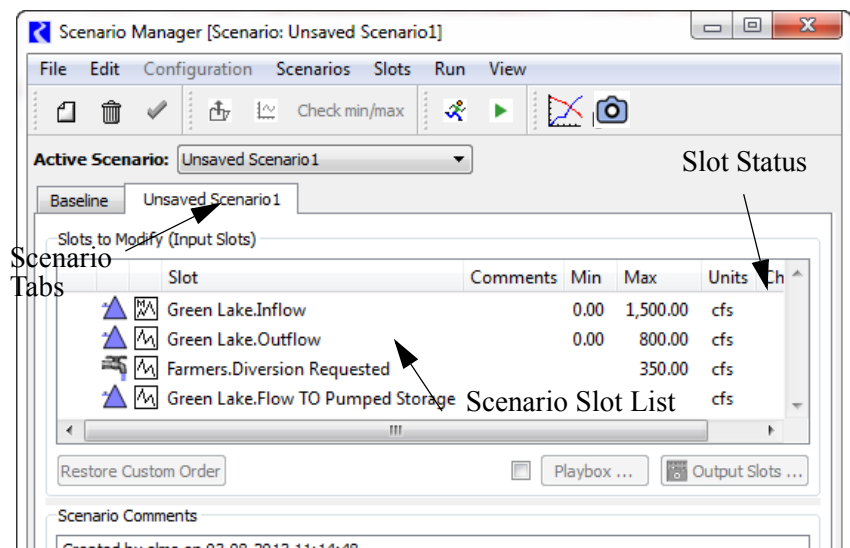 Scenario Manager [Scenario: Unsaved Scenario1]
File Edit Configuration Scenarios Slots Run View
Check min/max
Active Scenario: Unsaved Scenario1
Slot Status
Baseline Unsaved Scenario1
Slots to Modify (Input Slots)
Scenario
Tabs
Slot Comments Min Max Units Ch
Green Lake.Inflow 0.00 1,500.00 cfs
Green Lake.Outflow 0.00 800.00 cfs
Farmers.Diversion Requested 350.00 cfs
Green Lake.Flow TO Pumped Storage cfs
Scenario Slot List
Restore Custom Order Playbox ... Output Slots ...
Scenario Comments